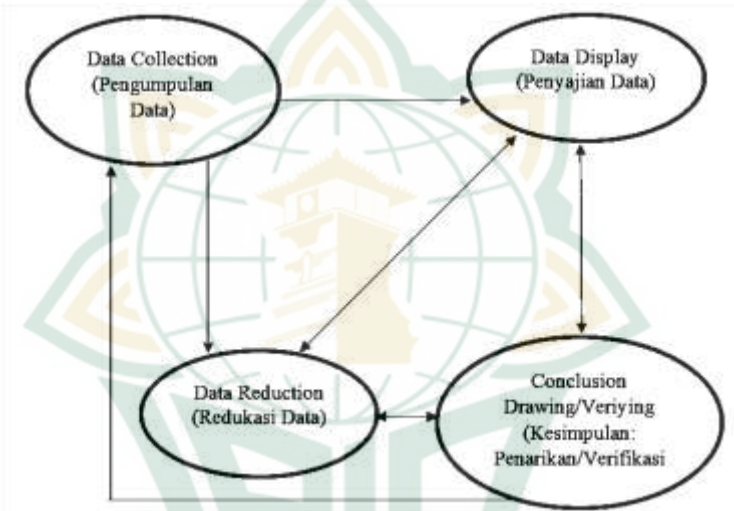 Data Collection
(Pengumpulan
Data)
Data Display
(Penyajian Data)
Data Reduction
(Redukasi Data)
Conclusion
Drawing/Veriying
(Kesimpulan:
Penarikan/Verifikasi